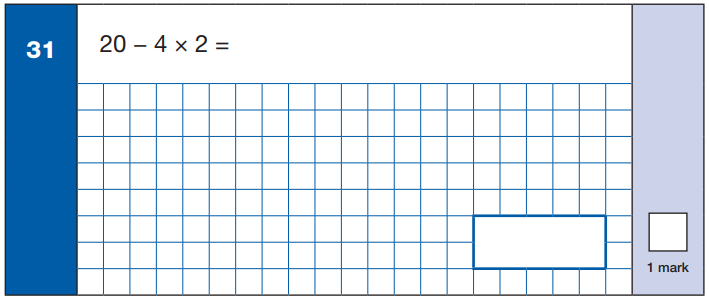 31
20 – 4 × 2 =
1 mark